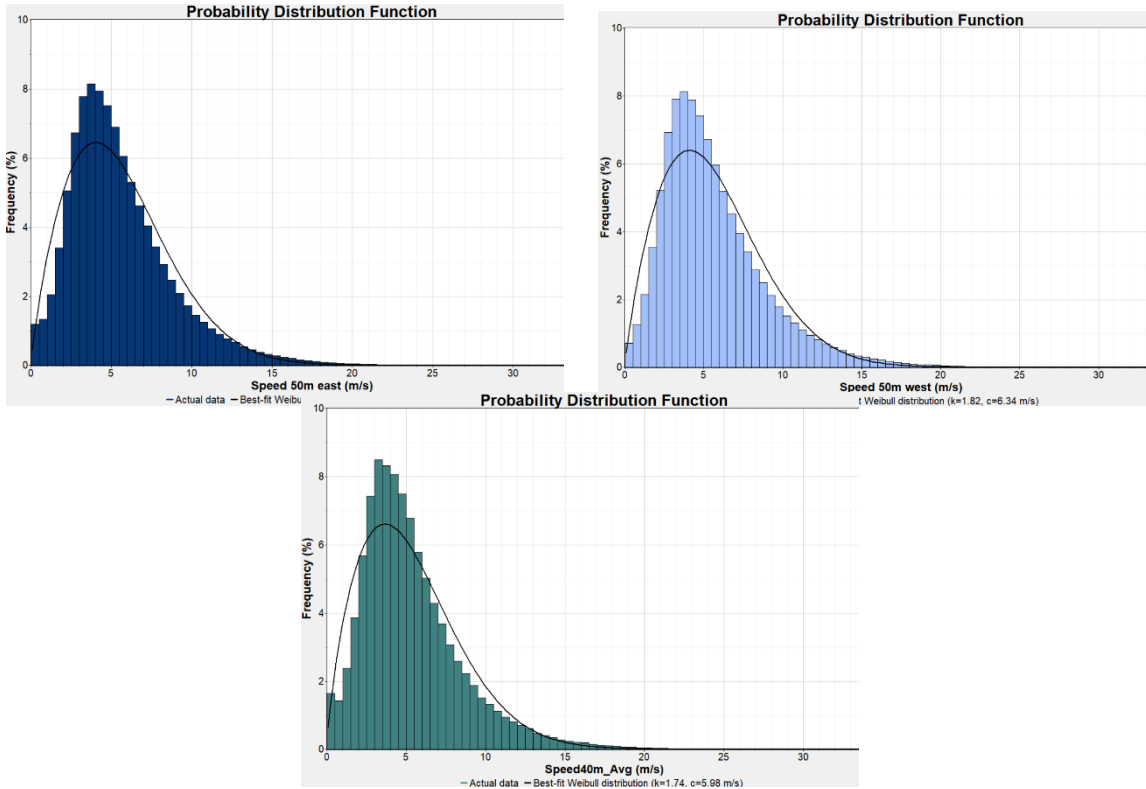 Probability Distribution Function
10
8
6
4
2
0
Frequency (%)
0 5 10 15 20 25 30
Speed 50m east (m/s)
Actual data Best-fit
Probability Distribution Function
10
8
6
4
2
0
Frequency (%)
0 5 10 15 20 25 30
Speed 50m west (m/s)
Weibull distribution (k=1.82, c=6.34 m/s)
Probability Distribution Function
10
8
6
4
2
0
Frequency (%)
0 5 10 15 20 25 30
Speed40m_Avg (m/s)
Actual data Best-fit Weibull distribution (k=1.74, c=5.98 m/s)